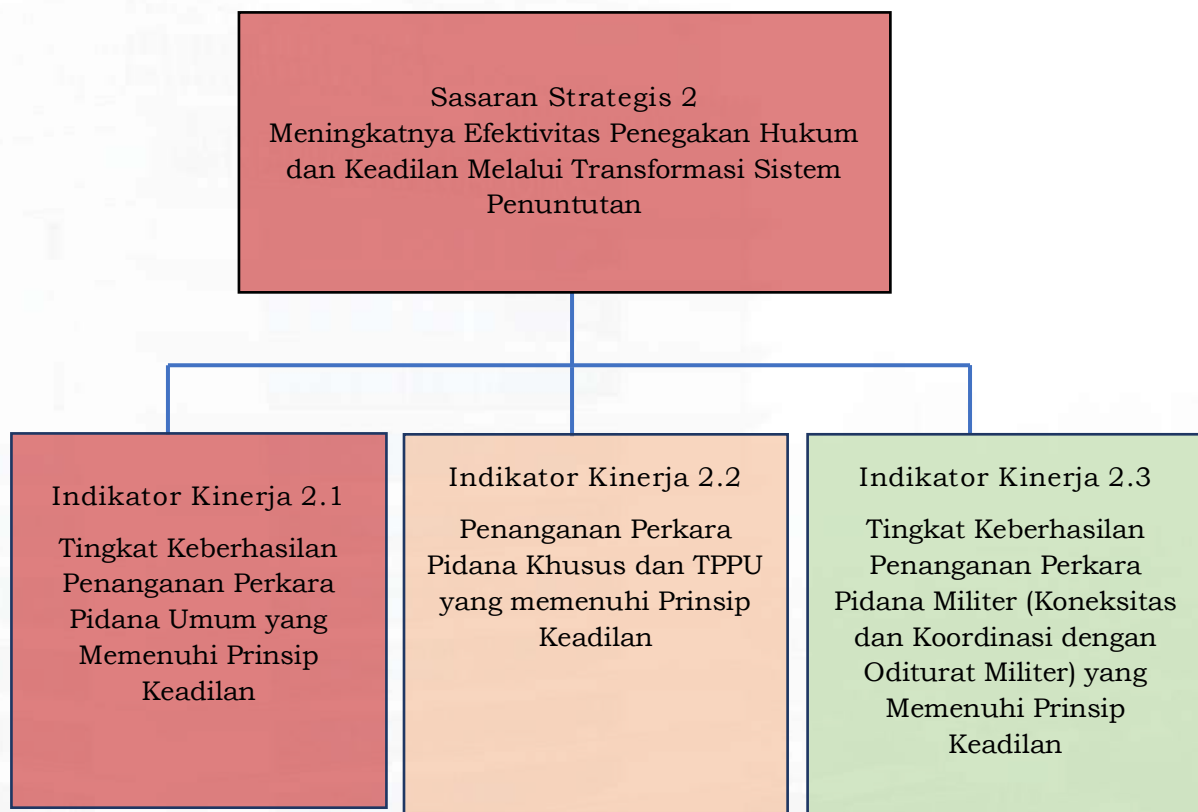 Sasaran Strategis 2
Meningkatnya Efektivitas Penegakan Hukum
dan Keadilan Melalui Transformasi Sistem
Penuntutan
Indikator Kinerja 2.1
Tingkat Keberhasilan
Penanganan Perkara
Pidana Umum yang
Memenuhi Prinsip
Keadilan
Indikator Kinerja 2.2
Penanganan Perkara
Pidana Khusus dan TPPU
yang memenuhi Prinsip
Keadilan
Indikator Kinerja 2.3
Tingkat Keberhasilan
Penanganan Perkara
Pidana Militer (Koneksitas
dan Koordinasi dengan
Oditurat Militer) yang
Memenuhi Prinsip
Keadilan